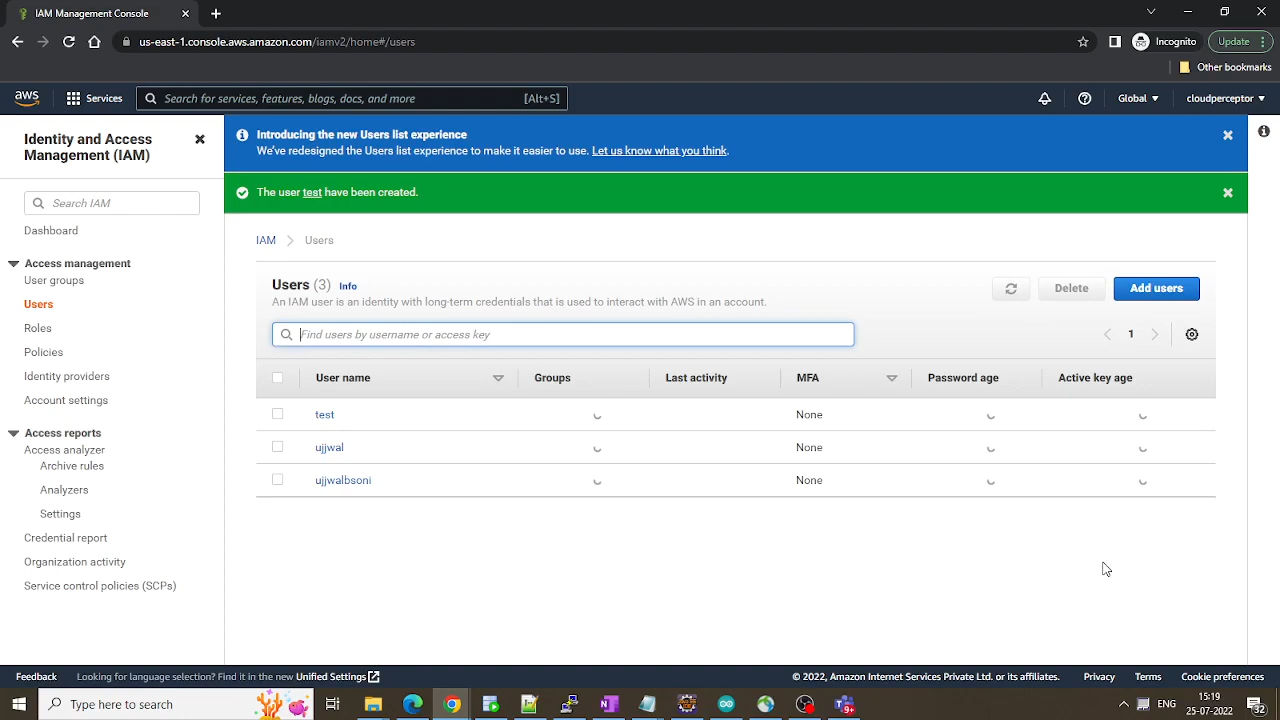 IAM Management Console
us-east-1.console.aws.amazon.com/iamv2/home#/users
Incognito
Update
Other bookmarks
aws
Services
Search for services, features, blogs, docs, and more
[Alt+S]
Global
cloudperceptor
Identity and Access
Management (IAM)
Search IAM
Dashboard
Access management
User groups
Users
Roles
Policies
Identity providers
Account settings
Access reports
Access analyzer
Archive rules
Analyzers
Settings
Credential report
Organization activity
Service control policies (SCPs)
Introducing the new Users list experience
We've redesigned the Users list experience to make it easier to use. Let us know what you think.
The user test have been created.
IAM
Users
Users (3) Info
An IAM user is an identity with long-term credentials that is used to interact with AWS in an account.
Delete
Add users
Find users by username or access key
1
User name
Groups
Last activity
MFA
Password age
Active key age
test
None
ujjwal
None
ujjwalbsoni
None
Feedback
Looking for language selection? Find it in the new Unified Settings
© 2022, Amazon Internet Services Private Ltd. or its affiliates.
Privacy
Terms
Cookie preferences
Type here to search
ENG
15:19
25-07-2022